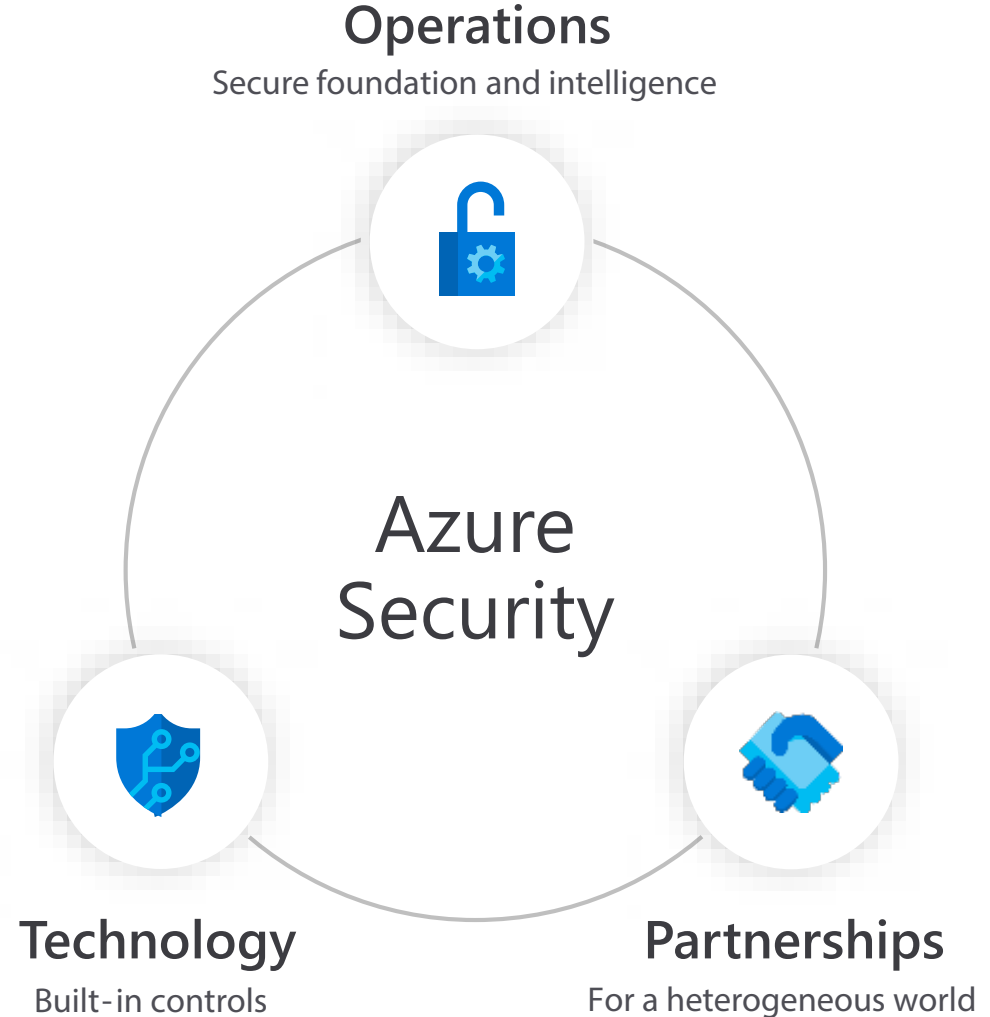 Operations
Secure foundation and intelligence
Azure
Security
Technology
Built-in controls
Partnerships
For a heterogeneous world